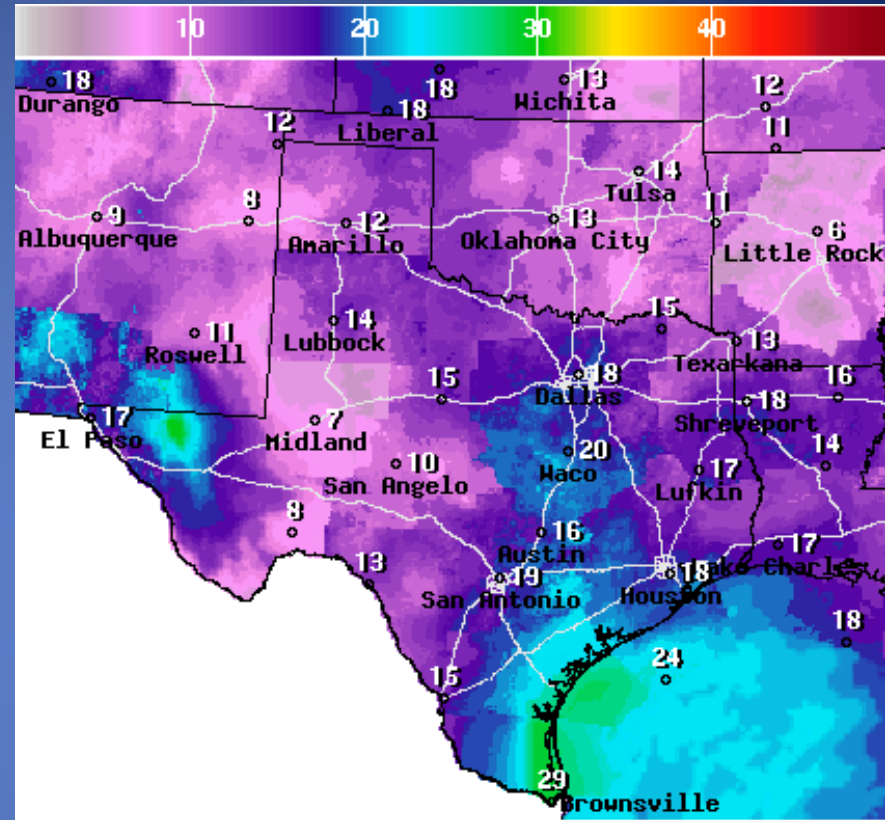 10 20 30 40
18 18 13 12
Durango 18 Wichita
12 Liberal 11
14
Tulsa
9 8 12 13 11 6
Albuquerque Amarillo Oklahoma City Little Rock
11 14 15 13
Roswell Lubbock Texarkana
15 18 18 16
Dallas
17 7 Shreveport
El Paso Midland
10 20 17 14
San Angelo Waco Lufkin
8 16 17
Austin
13 19 18 Lake Charles
San Antonio Houston
18
24
15
29
Brownsville